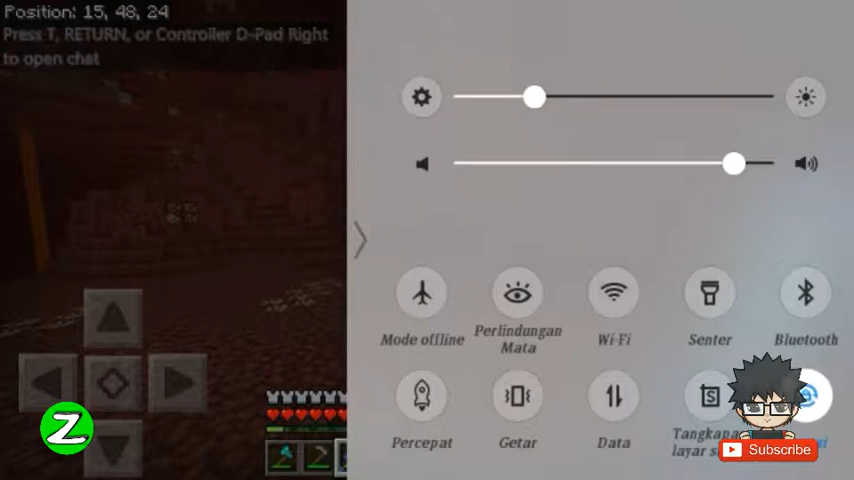 Position: 15, 48, 24
Press T, RETURN, or Controller D-Pad Right
to open chat
Mode offline
Perlindungan
Mata
Wi-Fi
Senter
Bluetooth
Percepat
Getar
Data
layar
Subscribe
Z
S